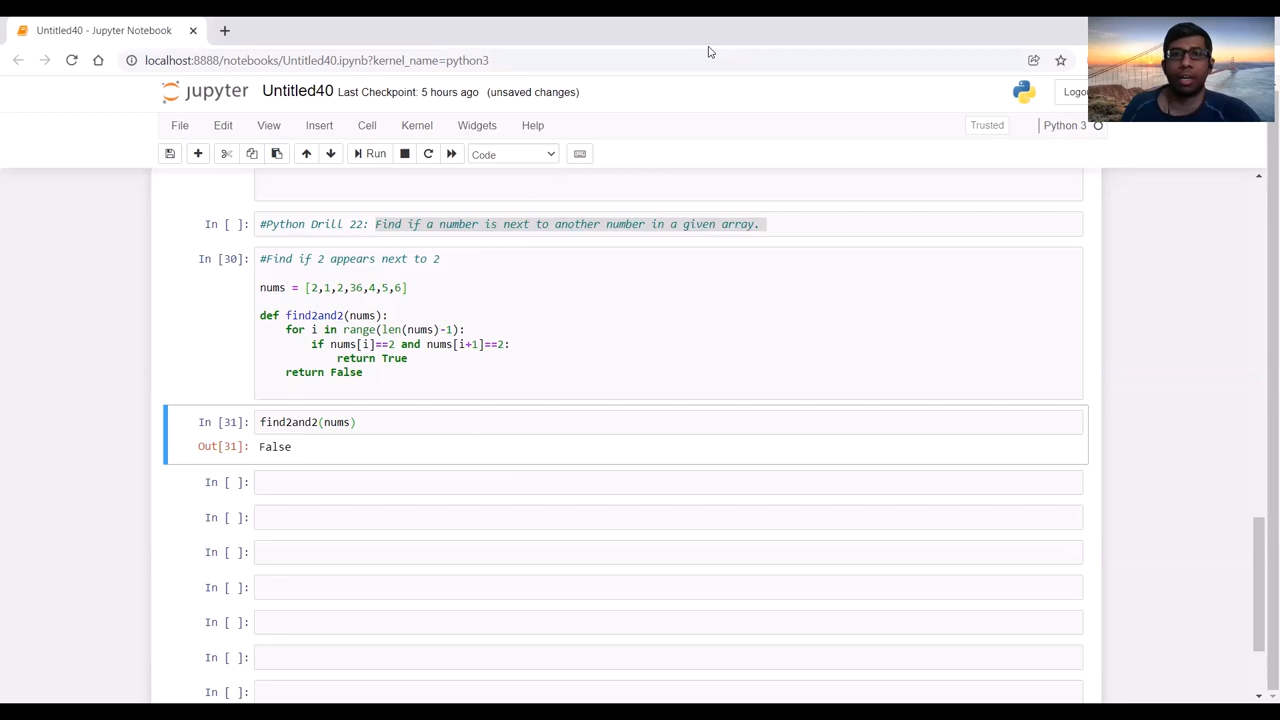 Untitled40 - Jupyter Notebook
localhost:8888/notebooks/Untitled40.ipynb?kernel_name=python3
jupyter Untitled40 Last Checkpoint: 5 hours ago (unsaved changes)
Logo
File Edit View Insert Cell Kernel Widgets Help Trusted Python 3
Run Code
In [ ]: #Python Drill 22: Find if a number is next to another number in a given array.
In [30]: #Find if 2 appears next to 2
nums = [2,1,2,36,4,5,6]
def find2and2(nums):
for i in range(len(nums)-1):
if nums[i]==2 and nums[i+1]==2:
return True
return False
In [31]: find2and2(nums)
Out[31]: False
In [ ]:
In [ ]:
In [ ]:
In [ ]:
In [ ]:
In [ ]:
In [ ]: